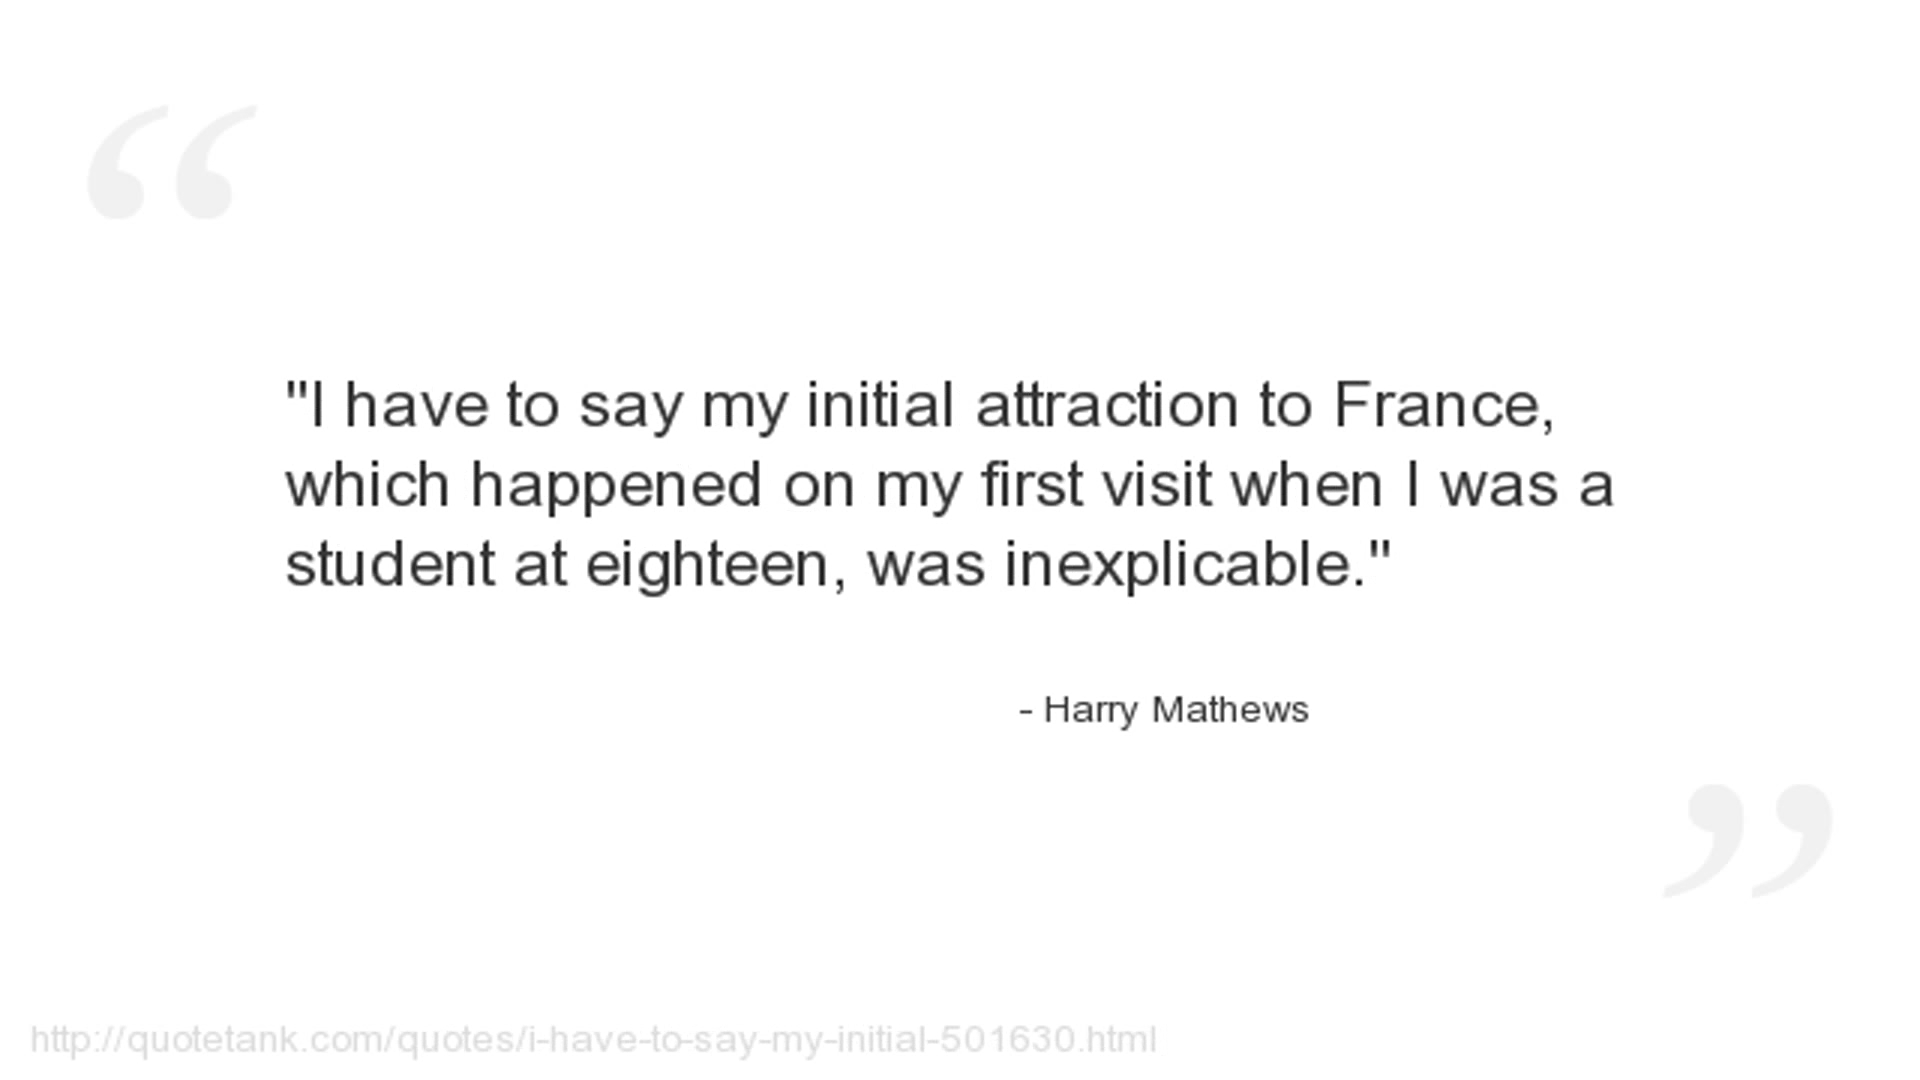 "I have to say my initial attraction to France,
which happened on my first visit when I was a
student at eighteen, was inexplicable."
- Harry Mathews
http://quotetank.com/quotes/i-have-to-say-my-initial-501630.html